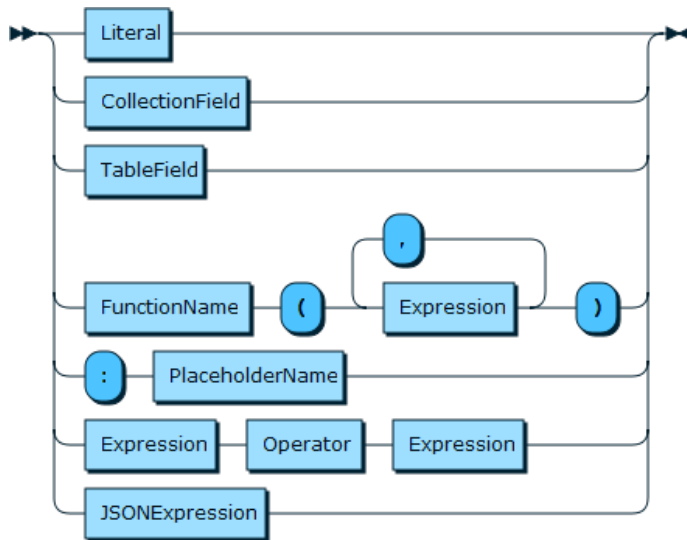 Literal
CollectionField
TableField
,
FunctionName ( Expression )
: PlaceholderName
Expression Operator Expression
JSONExpression